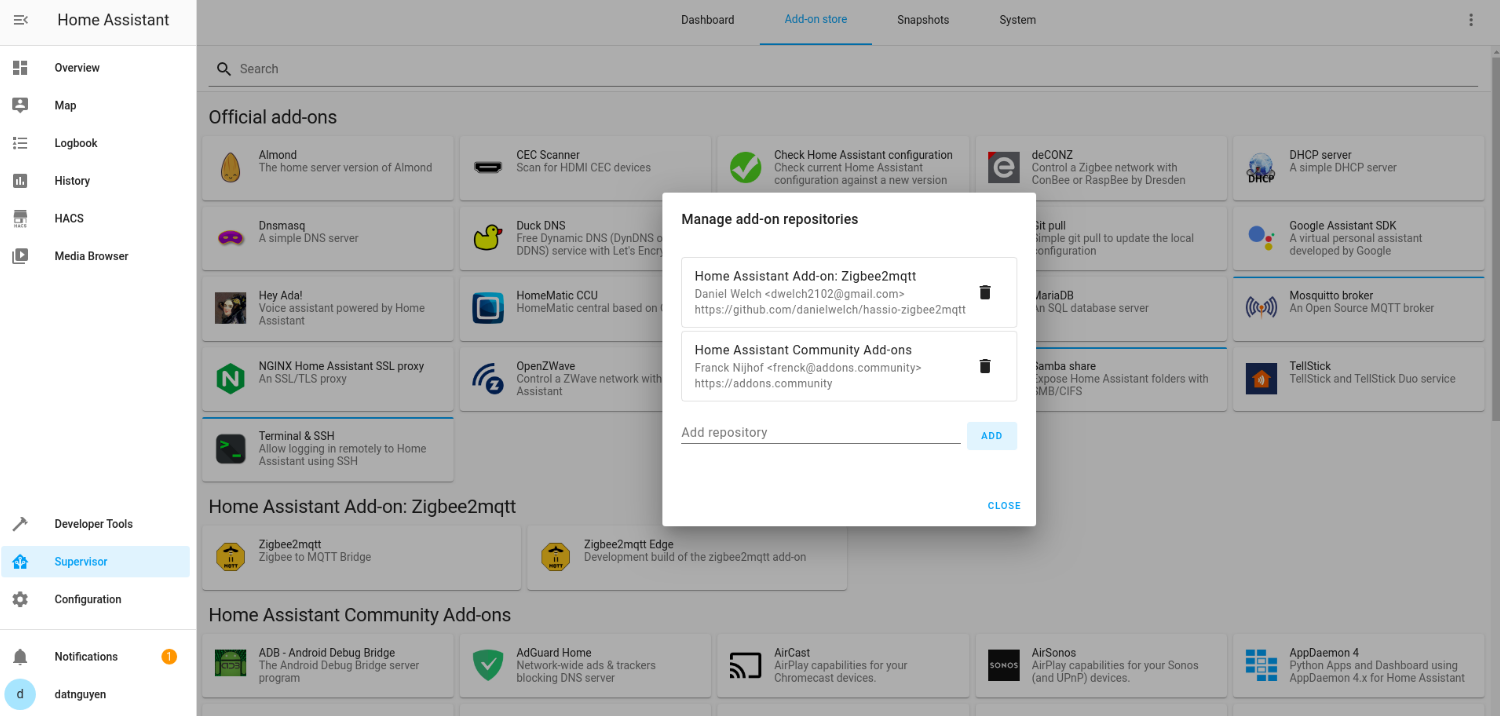 Home Assistant
Dashboard
Add-on store
Snapshots
System
Overview
Map
Logbook
History
HACS
HACS
Media Browser
Developer Tools
Supervisor
Configuration
Notifications
1
d
datnguyen
Search
Official add-ons
Almond
The home server version of Almond
CEC Scanner
Scan for HDMI CEC devices
Check Home Assistant configuration
Check current Home Assistant
configuration against a new version
deCONZ
Control a Zigbee network with
ConBee or RaspBee by Dresden
DHCP
DHCP server
A simple DHCP server
Dnsmasq
A simple DNS server
Duck DNS
Free Dynamic DNS (DynDNS o
DDNS) service with Let's Encry
Git pull
Simple git pull to update the local
configuration
Google Assistant SDK
A virtual personal assistant
developed by Google
Hey Ada!
Voice assistant powered by Home
Assistant
HomeMatic CCU
HomeMatic central based on
MariaDB
An SQL database server
Mosquitto broker
An Open Source MQTT broker
NGINX Home Assistant SSL proxy
An SSL/TLS proxy
OpenZWave
Control a ZWave network with
Assistant
Samba share
Expose Home Assistant folders with
SMB/CIFS
TellStick
TellStick and TellStick Duo service
Terminal & SSH
Allow logging in remotely to Home
Assistant using SSH
Manage add-on repositories
Home Assistant Add-on: Zigbee2mqtt
Daniel Welch <dwelch2102@gmail.com>
https://github.com/danielwelch/hassio-zigbee2mqtt
Home Assistant Community Add-ons
Franck Nijhof <frenck@addons.community>
https://addons.community
Add repository
ADD
CLOSE
Home Assistant Add-on: Zigbee2mqtt
MQTT
Zigbee2mqtt
Zigbee to MQTT Bridge
MQTT
Zigbee2mqtt Edge
Development build of the zigbee2mqtt add-on
Home Assistant Community Add-ons
ADB - Android Debug Bridge
The Android Debug Bridge server
program
AdGuard Home
Network-wide ads & trackers
blocking DNS server
AirCast
AirPlay capabilities for your
Chromecast devices.
SONOS
AirSonos
AirPlay capabilities for your Sonos
(and UPnP) devices.
AppDaemon 4
Python Apps and Dashboard using
AppDaemon 4.x for Home Assistant